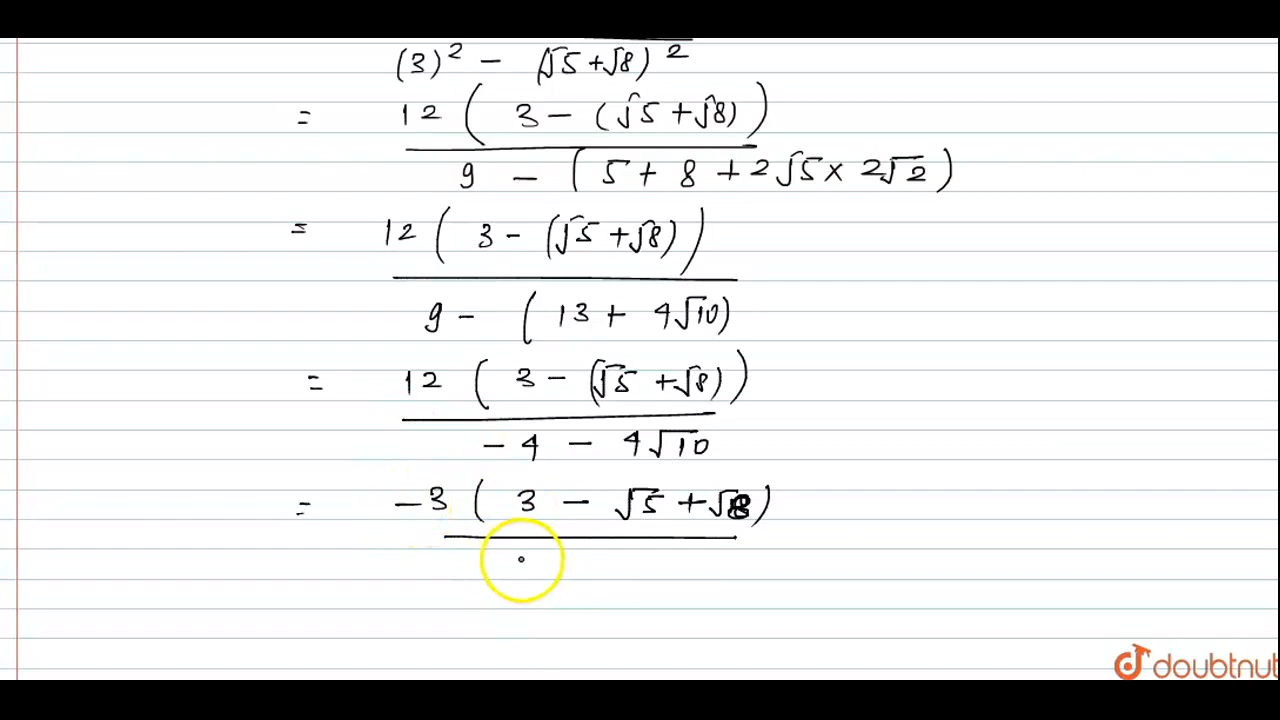 (3)² − (√5+√8)²
= 12 ( 3 − (√5 + √8) )
9 − ( 5 + 8 + 2√5 × 2√2 )
= 12 ( 3 − (√5 + √8) )
9 − ( 13 + 4√10 )
= 12 ( 3 − (√5 + √8) )
− 4 − 4√10
= −3 ( 3 − √5 + √8 )
doubtnut